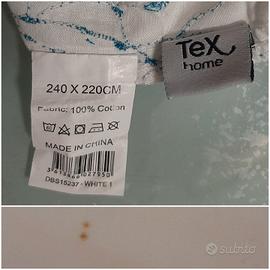 TeX
home
240 X 220CM
Fabric: 100% Cotton
MADE IN CHINA
DBS15237 - WHITE 1
subito